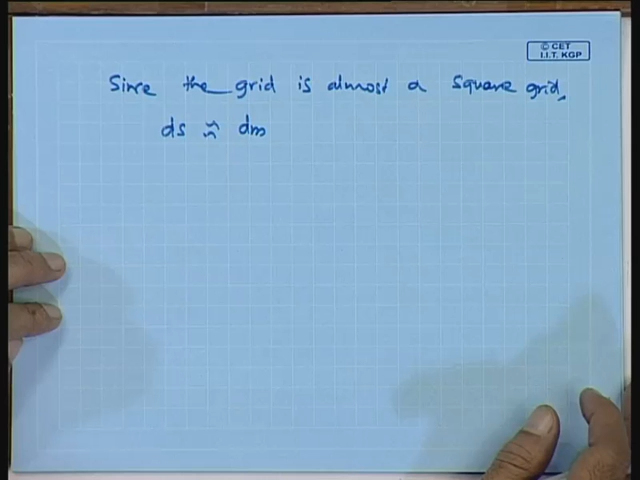 © CET
I.I.T. KGP
Since the grid is almost a square grid,
ds ≈ dm